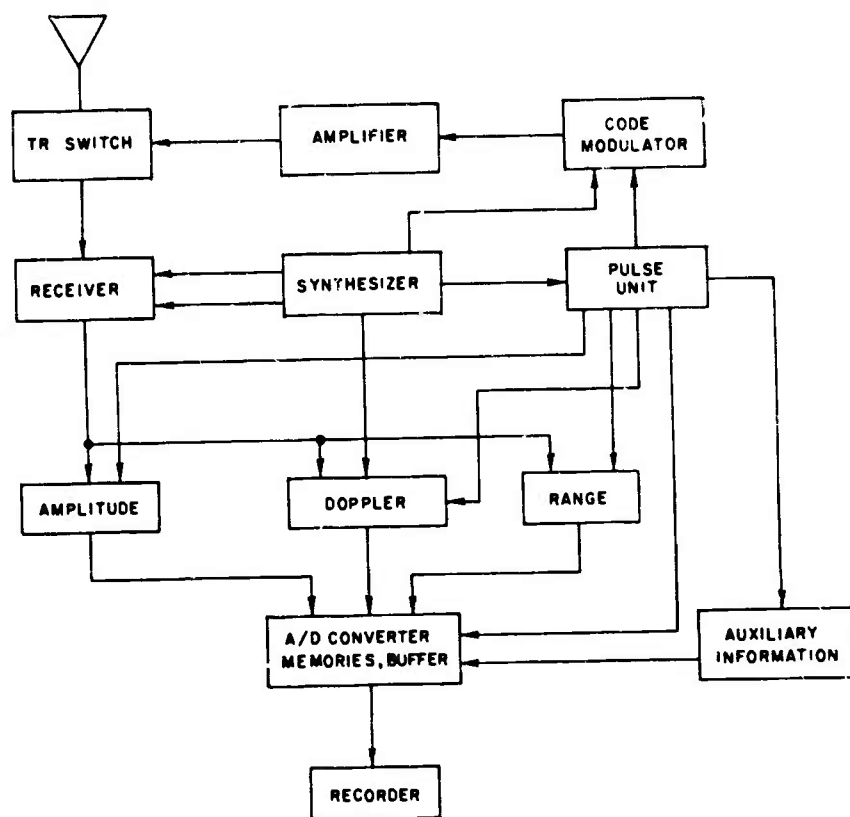 CODE
MODULATOR
AMPLIFIER
TR SWITCH
RECEIVER
SYNTHESIZER
PULSE
UNIT
AMPLITUDE
DOPPLER
RANGE
A/D CONVERTER
MEMORIES, BUFFER
AUXILIARY
INFORMATION
RECORDER